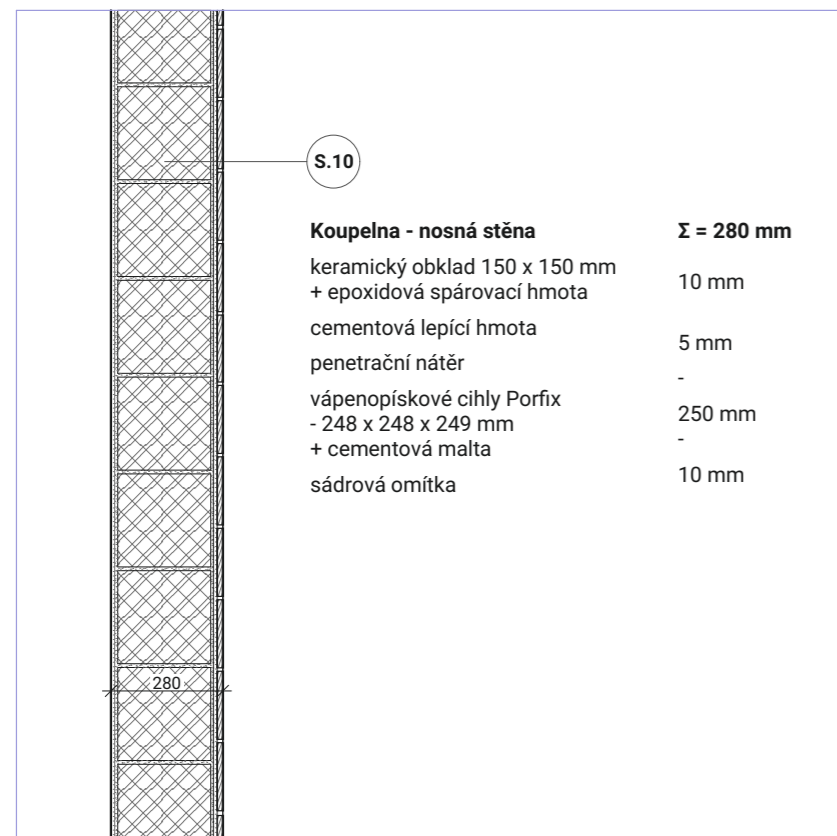 S.10
Koupelna - nosná stěna Σ = 280 mm
keramický obklad 150 x 150 mm
+ epoxidová spárovací hmota
10 mm
cementová lepící hmota
5 mm
penetrační nátěr
-
vápenopískové cihly Porfix
- 248 x 248 x 249 mm
250 mm
+ cementová malta
-
sádrová omítka
10 mm
280